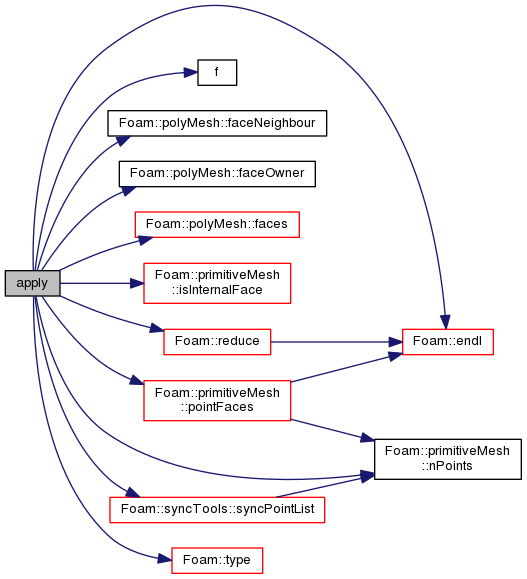 f
Foam::polyMesh::faceNeighbour
Foam::polyMesh::faceOwner
Foam::polyMesh::faces
apply
Foam::primitiveMesh
::isInternalFace
Foam::reduce
Foam::endl
Foam::primitiveMesh
::pointFaces
Foam::primitiveMesh
::nPoints
Foam::syncTools::syncPointList
Foam::type